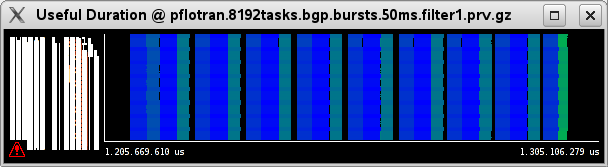 Useful Duration @ pflotran.8192tasks.bgp.bursts.50ms.filter1.prv.gz
1.205.669.610 us 1.305.106.279 us